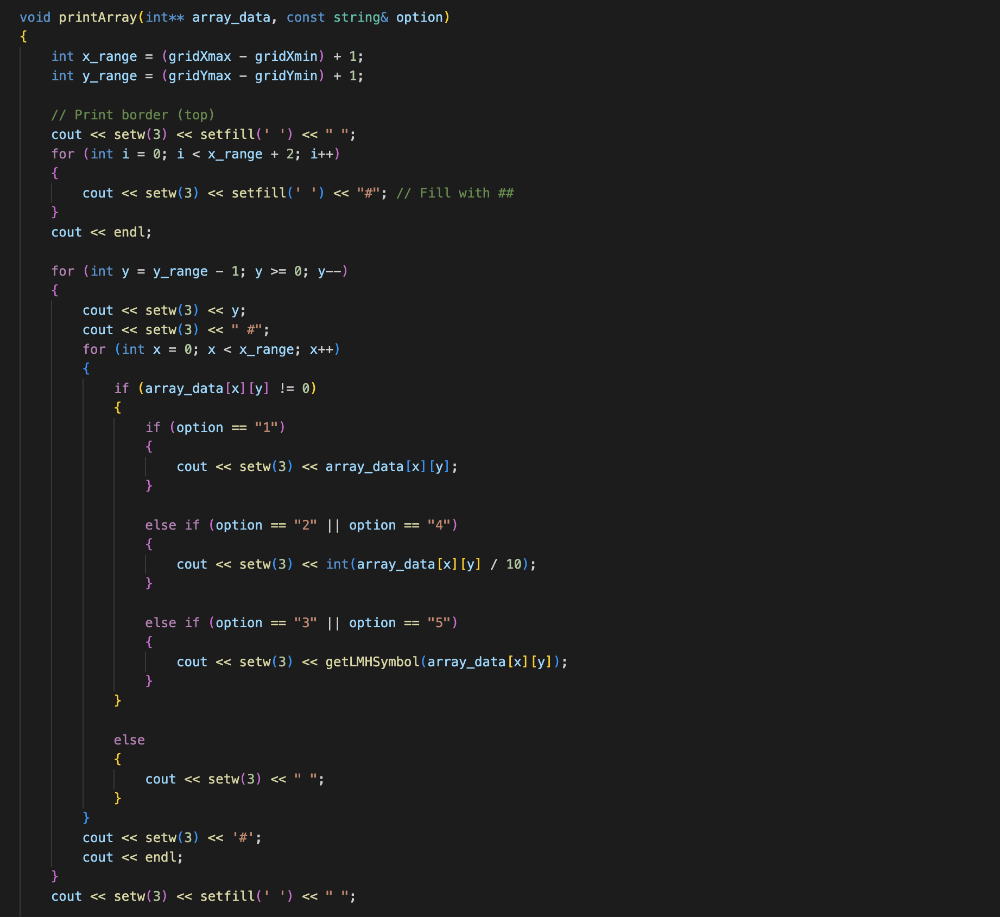 void printArray(int** array_data, const string& option)
{
    int x_range = (gridXmax - gridXmin) + 1;
    int y_range = (gridYmax - gridYmin) + 1;

    // Print border (top)
    cout << setw(3) << setfill(' ') << " ";
    for (int i = 0; i < x_range + 2; i++)
    {
        cout << setw(3) << setfill(' ') << "#"; // Fill with ##
    }
    cout << endl;

    for (int y = y_range - 1; y >= 0; y--)
    {
        cout << setw(3) << y;
        cout << setw(3) << " #";
        for (int x = 0; x < x_range; x++)
        {
            if (array_data[x][y] != 0)
            {
                if (option == "1")
                {
                    cout << setw(3) << array_data[x][y];
                }

                else if (option == "2" || option == "4")
                {
                    cout << setw(3) << int(array_data[x][y] / 10);
                }

                else if (option == "3" || option == "5")
                {
                    cout << setw(3) << getLMHSymbol(array_data[x][y]);
                }
            }

            else
            {
                cout << setw(3) << " ";
            }
        }
        cout << setw(3) << '#';
        cout << endl;
    }
    cout << setw(3) << setfill(' ') << " ";